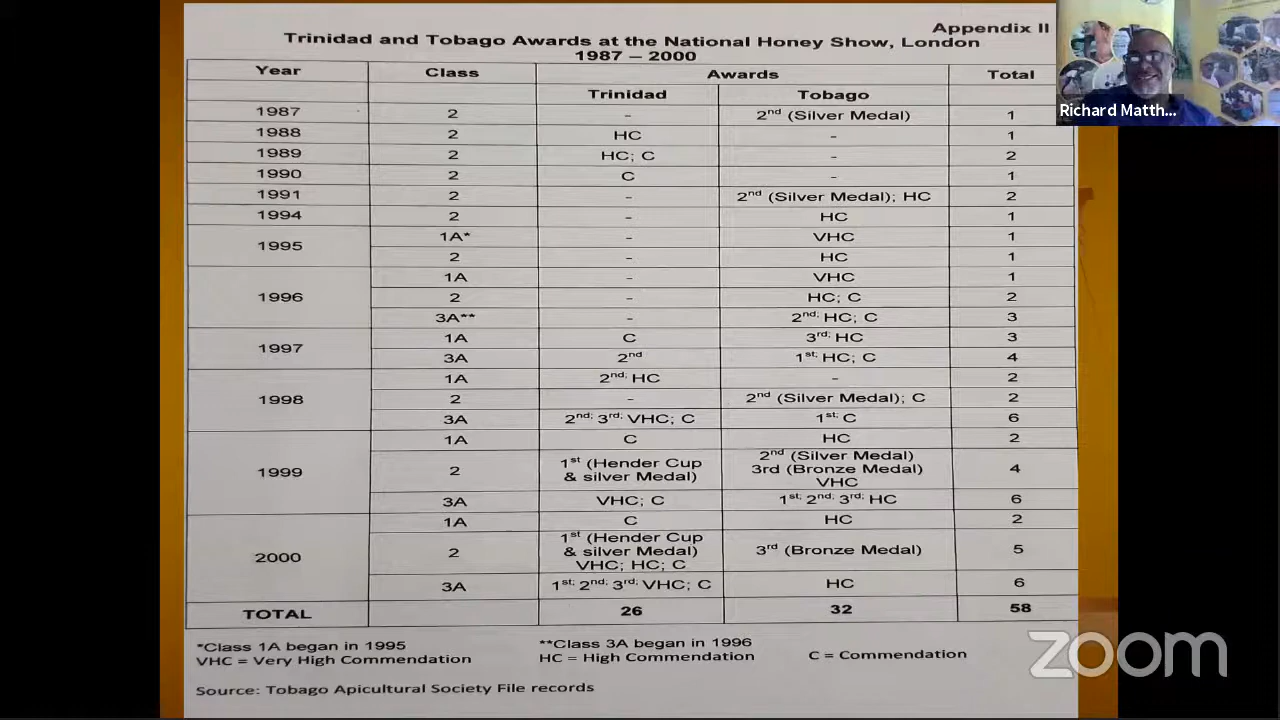 Appendix II
Trinidad and Tobago Awards at the National Honey Show, London
1987 – 2000
Year Class Awards Total
Trinidad Tobago
1987 2 - 2nd (Silver Medal) 1
1988 2 HC - 1
1989 2 HC; C - 2
1990 2 C - 1
1991 2 - 2nd (Silver Medal); HC 2
1994 2 - HC 1
1995 1A* - VHC 1
2 - HC 1
1996 1A - VHC 1
2 - HC; C 2
3A** - 2nd; HC; C 3
1997 1A C 3rd; HC 3
3A 2nd 1st; HC; C 4
1998 1A 2nd; HC - 2
2 - 2nd (Silver Medal); C 2
3A 2nd; 3rd; VHC; C 1st; C 6
1999 1A C HC 2
2 1st (Hender Cup & silver Medal) 2nd (Silver Medal) 3rd (Bronze Medal) VHC 4
3A VHC; C 1st; 2nd; 3rd; HC 6
2000 1A C HC 2
2 1st (Hender Cup & silver Medal) VHC; HC; C 3rd (Bronze Medal) 5
3A 1st; 2nd; 3rd; VHC; C HC 6
TOTAL 26 32 58
*Class 1A began in 1995 **Class 3A began in 1996
VHC = Very High Commendation HC = High Commendation C = Commendation
Source: Tobago Apicultural Society File records
Richard Matth...
zoom